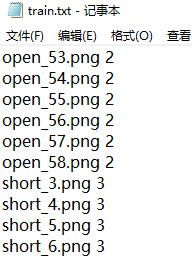 train.txt - 记事本
文件(F) 编辑(E) 格式(O) 查看
open_53.png 2
open_54.png 2
open_55.png 2
open_56.png 2
open_57.png 2
open_58.png 2
short_3.png 3
short_4.png 3
short_5.png 3
short_6.png 3